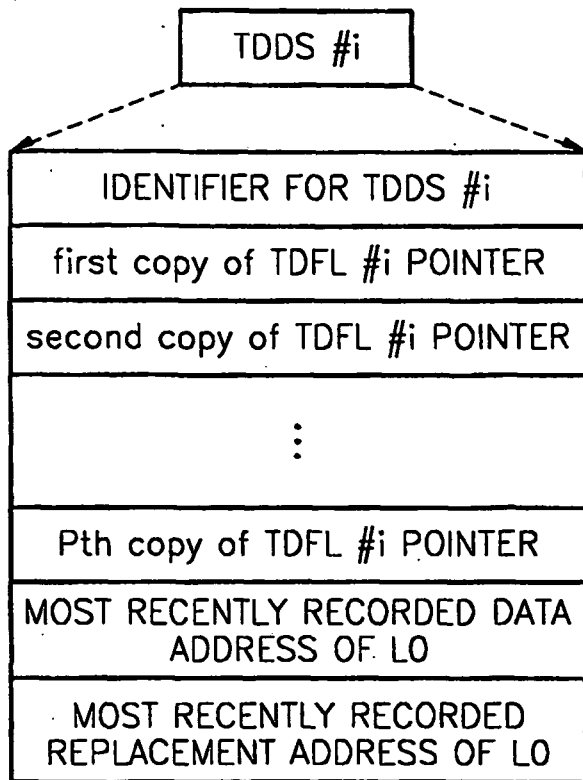 TDDS #i
IDENTIFIER FOR TDDS #i
first copy of TDFL #i POINTER
second copy of TDFL #i POINTER
⋮
Pth copy of TDFL #i POINTER
MOST RECENTLY RECORDED DATA
ADDRESS OF L0
MOST RECENTLY RECORDED
REPLACEMENT ADDRESS OF L0